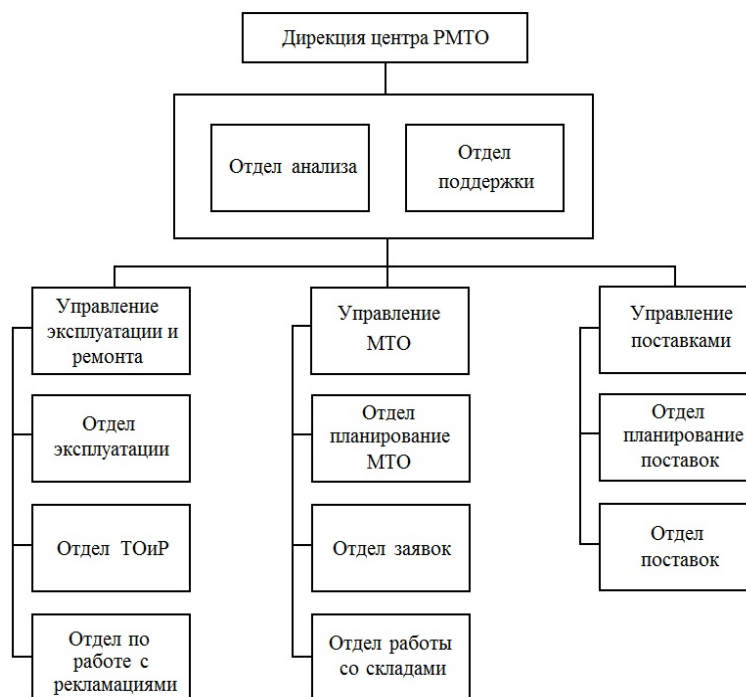 Дирекция центра РМТО
Отдел анализа
Отдел
поддержки
Управление
эксплуатации и
ремонта
Управление
МТО
Управление
поставками
Отдел
эксплуатации
Отдел
планирование
МТО
Отдел
планирование
поставок
Отдел ТОиР
Отдел заявок
Отдел
поставок
Отдел по
работе с
рекламациями
Отдел работы
со складами